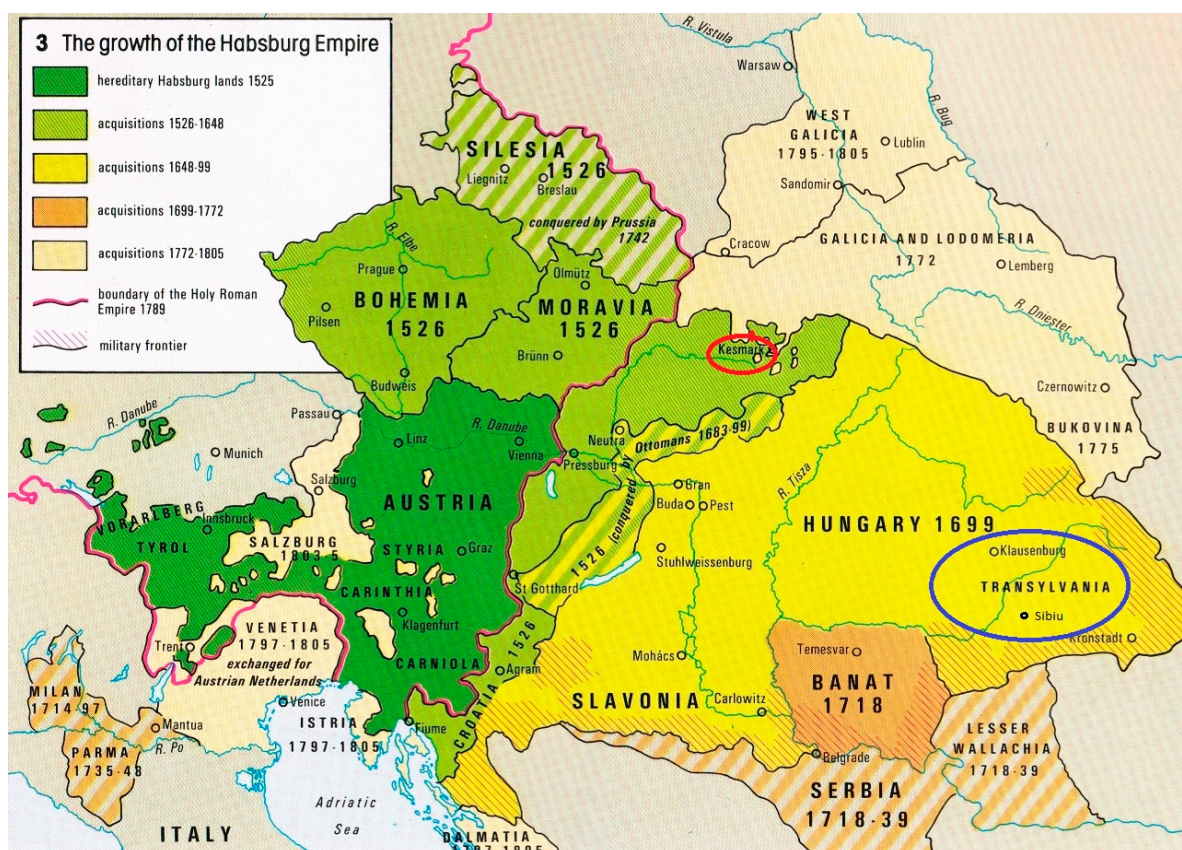 3 The growth of the Habsburg Empire
hereditary Habsburg lands 1525
acquisitions 1526-1648
acquisitions 1648-99
acquisitions 1699-1772
acquisitions 1772-1805
boundary of the Holy Roman
Empire 1789
military frontier
R. Vistula
Warsaw
R. Bug
WEST
GALICIA
1795-1805
Lublin
Sandomir
SILESIA
1526
Liegnitz
Breslau
conquered by Prussia
1742
Cracow
GALICIA AND LODOMERIA
1772
Lemberg
R. Dniester
R. Elbe
Prague
Olmütz
BOHEMIA
1526
MORAVIA
1526
Pilsen
Brünn
Kesmark
Budweis
Czernowitz
BUKOVINA
1775
R. Danube
Passau
Linz
R. Danube
Vienna
Neutra
Pressburg
1526 (conquered by Ottomans 1683-99)
Munich
Salzburg
Gran
Buda
Pest
R. Tisza
AUSTRIA
VORARLBERG
Innsbruck
TYROL
SALZBURG
1803-5
STYRIA
Graz
HUNGARY 1699
Klausenburg
Stuhlweissenburg
St Gotthard
TRANSYLVANIA
Sibiu
CARINTHIA
Klagenfurt
VENETIA
1797-1805
exchanged for
Austrian Netherlands
Trent
CARNIOLA
CROATIA 1526
Agram
Mohács
Temesvar
Kronstadt
BANAT
1718
MILAN
1714-97
Mantua
Venice
ISTRIA
1797-1805
Fiume
SLAVONIA
Carlowitz
R. Po
PARMA
1735-48
LESSER
WALLACHIA
1718-39
Belgrade
SERBIA
1718-39
Adriatic
Sea
ITALY
DALMATIA
1797-1805